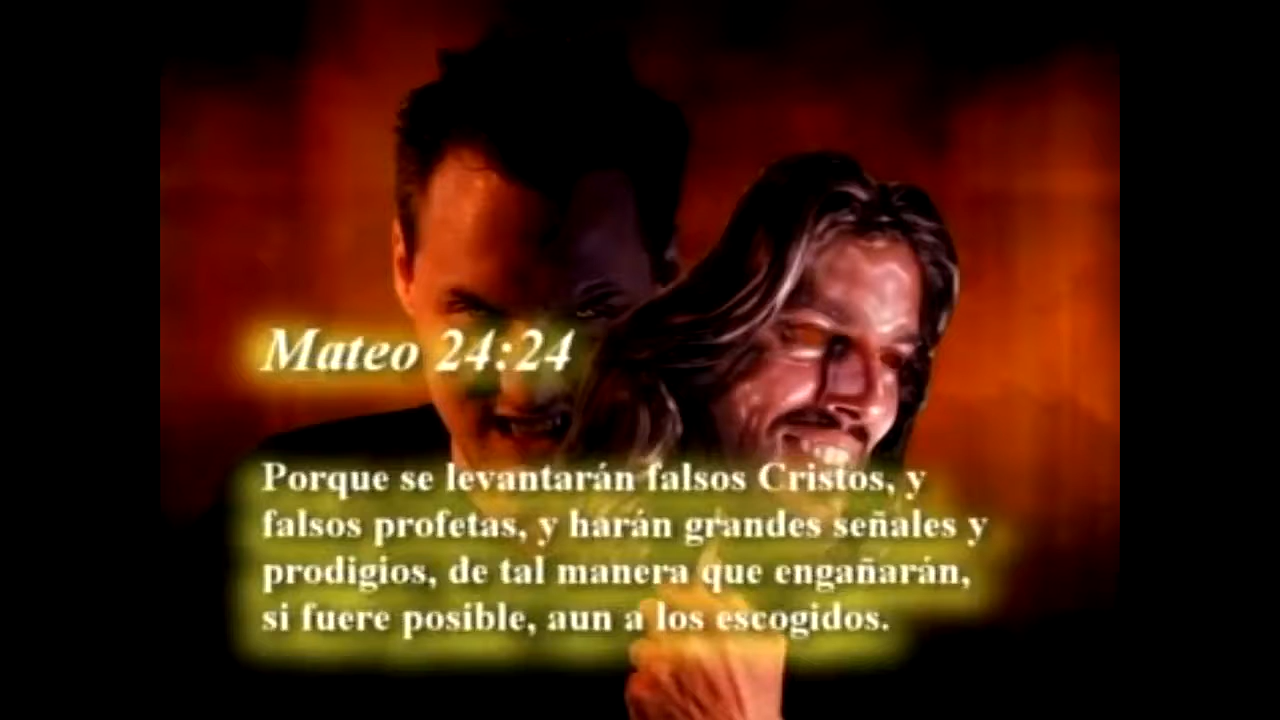 Mateo 24:24
Porque se levantarán falsos Cristos, y
falsos profetas, y harán grandes señales y
prodigios, de tal manera que engañarán,
si fuere posible, aun a los escogidos.